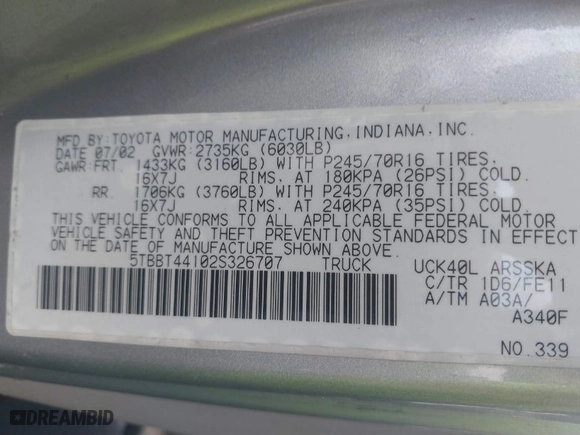 MFD.BY:TOYOTA MOTOR MANUFACTURING,INDIANA,INC.
DATE 07/02 GVWR:2735KG (6030LB)
GAWR:FRT. 1433KG (3160LB) WITH P245/70R16 TIRES.
16X7J RIMS. AT 180KPA (26PSI) COLD.
RR. 1706KG (3760LB) WITH P245/70R16 TIRES.
16X7J RIMS. AT 240KPA (35PSI) COLD.
THIS VEHICLE CONFORMS TO ALL APPLICABLE FEDERAL MOTOR
VEHICLE SAFETY AND THEFT PREVENTION STANDARDS IN EFFECT
ON THE DATE OF MANUFACTURE SHOWN ABOVE.
5TBBT44102S326707 TRUCK UCK40L ARSSKA
C/TR 1D6/FE11
A/TM A03A/
A340F
NO.339
DREAMBID